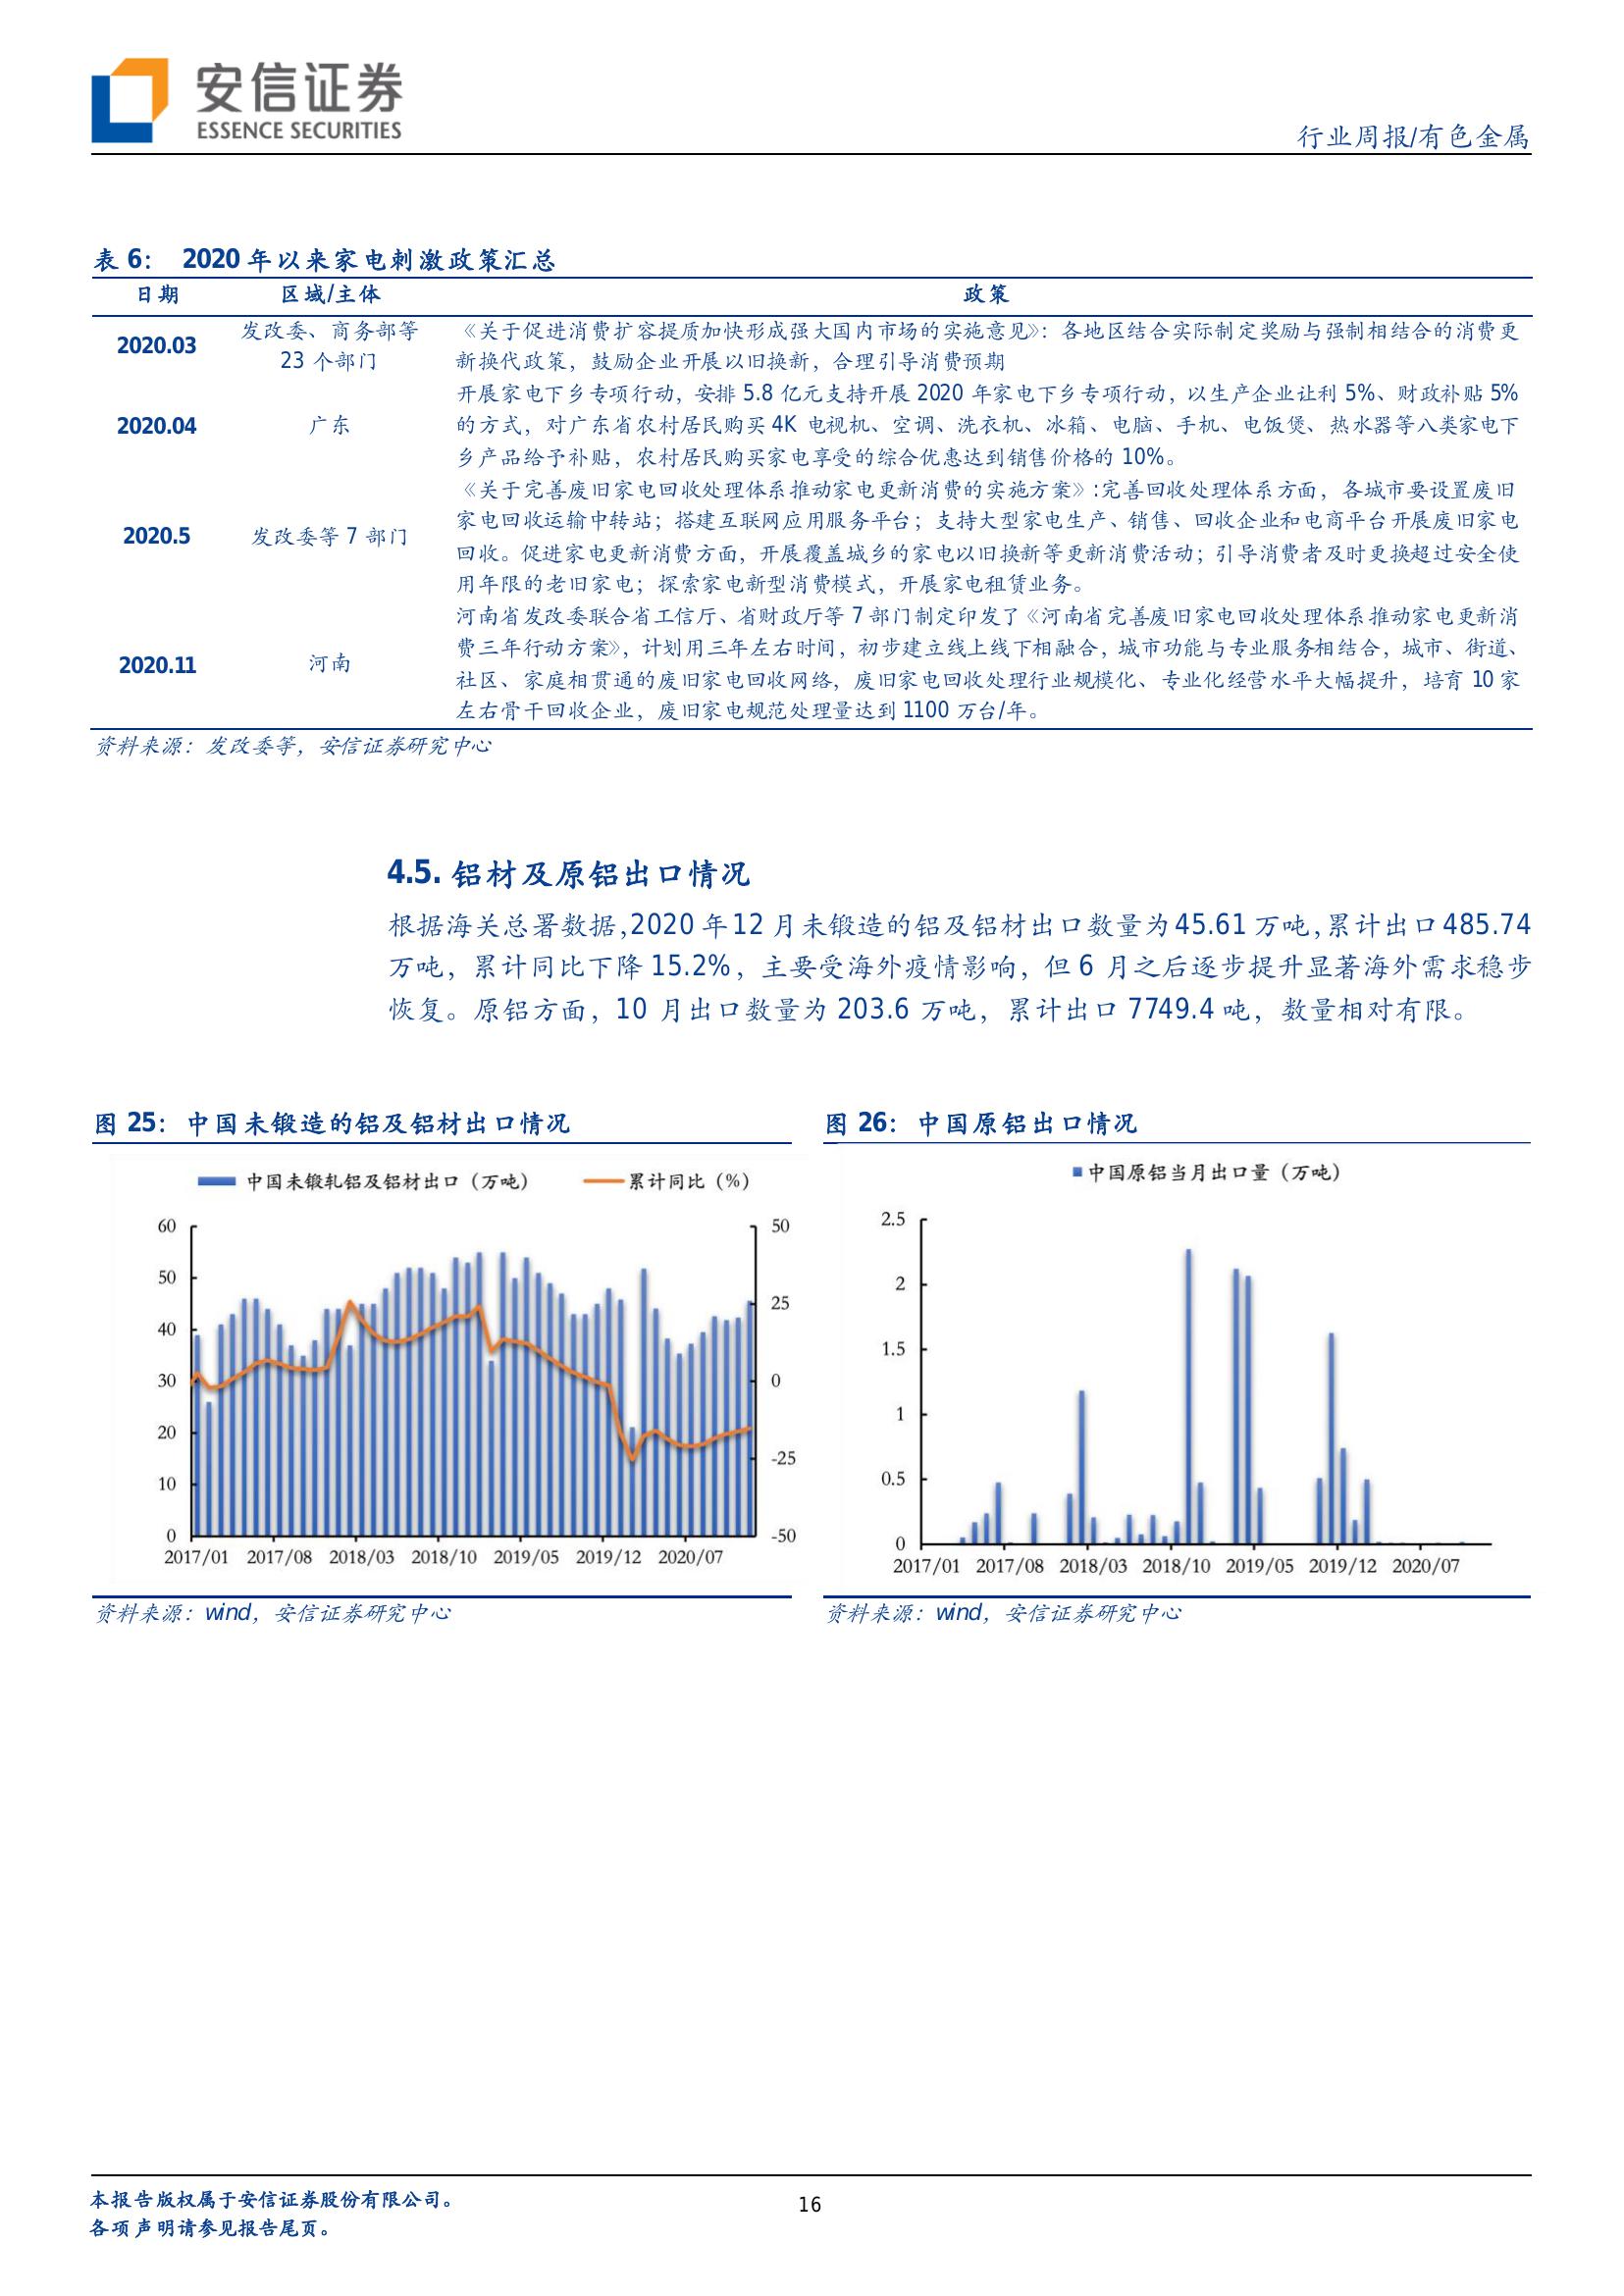 安信证券
ESSENCE SECURITIES
行业周报/有色金属
表 6： 2020 年以来家电刺激政策汇总
日期 区域/主体 政策
2020.03 发改委、商务部等 23 个部门
《关于促进消费扩容提质加快形成强大国内市场的实施意见》：各地区结合实际制定奖励与强制相结合的消费更
新换代政策，鼓励企业开展以旧换新，合理引导消费预期
2020.04 广东
开展家电下乡专项行动，安排 5.8 亿元支持开展 2020 年家电下乡专项行动，以生产企业让利 5%、财政补贴 5%
的方式，对广东省农村居民购买 4K 电视机、空调、洗衣机、冰箱、电脑、手机、电饭煲、热水器等八类家电下
乡产品给予补贴，农村居民购买家电享受的综合优惠达到销售价格的 10%。
2020.5 发改委等 7 部门
《关于完善废旧家电回收处理体系推动家电更新消费的实施方案》:完善回收处理体系方面，各城市要设置废旧
家电回收运输中转站；搭建互联网应用服务平台；支持大型家电生产、销售、回收企业和电商平台开展废旧家电
回收。促进家电更新消费方面，开展覆盖城乡的家电以旧换新等更新消费活动；引导消费者及时更换超过安全使
用年限的老旧家电；探索家电新型消费模式，开展家电租赁业务。
2020.11 河南
河南省发改委联合省工信厅、省财政厅等 7 部门制定印发了《河南省完善废旧家电回收处理体系推动家电更新消
费三年行动方案》，计划用三年左右时间，初步建立线上线下相融合，城市功能与专业服务相结合，城市、街道、
社区、家庭相贯通的废旧家电回收网络，废旧家电回收处理行业规模化、专业化经营水平大幅提升，培育 10 家
左右骨干回收企业，废旧家电规范处理量达到 1100 万台/年。
资料来源：发改委等，安信证券研究中心
4.5. 铝材及原铝出口情况
根据海关总署数据,2020 年 12 月未锻造的铝及铝材出口数量为 45.61 万吨,累计出口 485.74
万吨，累计同比下降 15.2%，主要受海外疫情影响，但 6 月之后逐步提升显著海外需求稳步
恢复。原铝方面，10 月出口数量为 203.6 万吨，累计出口 7749.4 吨，数量相对有限。
图 25：中国未锻造的铝及铝材出口情况
中国未锻轧铝及铝材出口（万吨） 累计同比（%）
60
50
40
30
20
10
0
50
25
0
-25
-50
2017/01 2017/08 2018/03 2018/10 2019/05 2019/12 2020/07
资料来源：wind，安信证券研究中心
图 26：中国原铝出口情况
中国原铝当月出口量（万吨）
2.5
2
1.5
1
0.5
0
2017/01 2017/08 2018/03 2018/10 2019/05 2019/12 2020/07
资料来源：wind，安信证券研究中心
本报告版权属于安信证券股份有限公司。
各项声明请参见报告尾页。
16